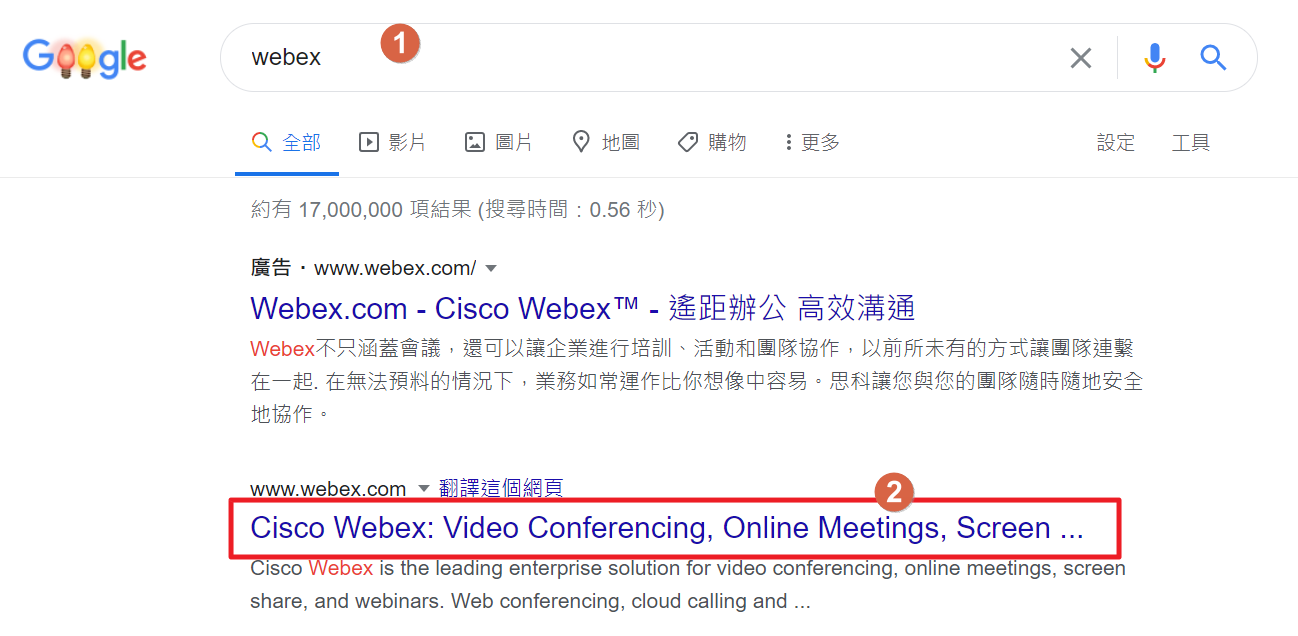 Google
webex
1
全部 影片 圖片 地圖 購物 更多 設定 工具
約有 17,000,000 項結果 (搜尋時間：0.56 秒)
廣告・www.webex.com/
Webex.com - Cisco Webex™ - 遙距辦公 高效溝通
Webex不只涵蓋會議，還可以讓企業進行培訓、活動和團隊協作，以前所未有的方式讓團隊連繫
在一起. 在無法預料的情況下，業務如常運作比你想像中容易。思科讓您與您的團隊隨時隨地安全
地協作。
www.webex.com 翻譯這個網頁
2
Cisco Webex: Video Conferencing, Online Meetings, Screen ...
Cisco Webex is the leading enterprise solution for video conferencing, online meetings, screen
share, and webinars. Web conferencing, cloud calling and ...